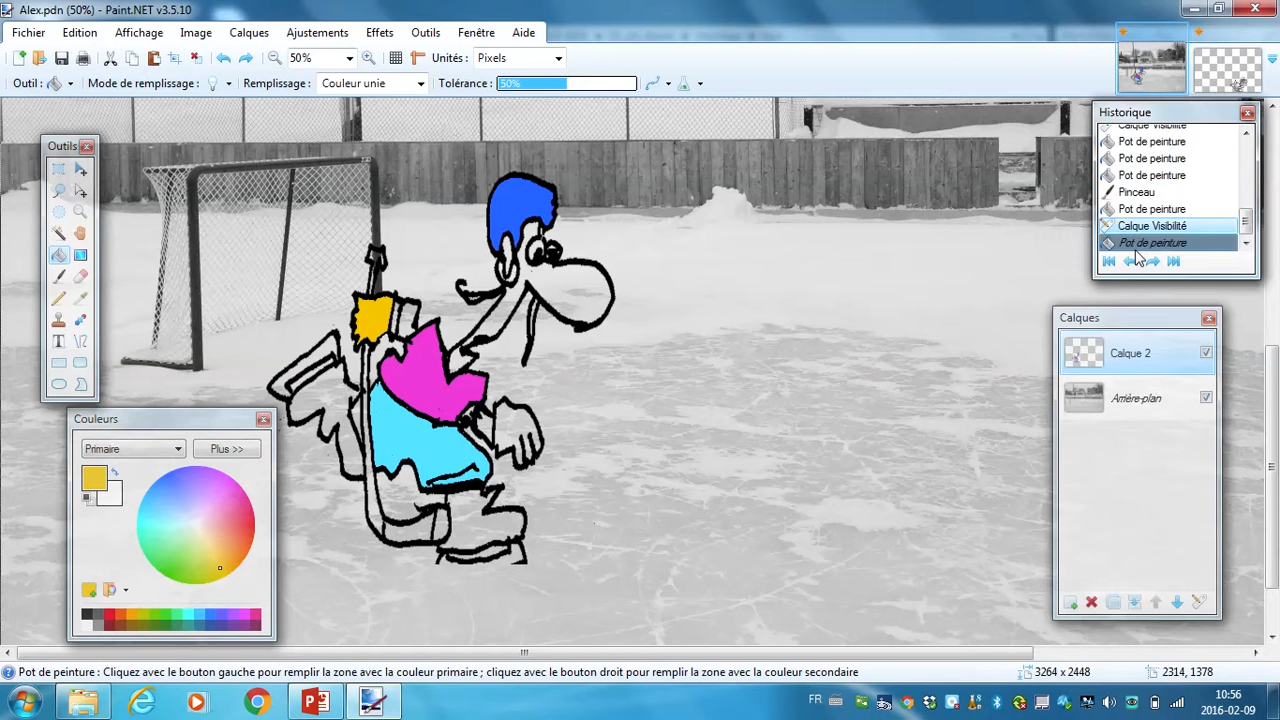 Alex.pdn (50%) - Paint.NET v3.5.10
Fichier Edition Affichage Image Calques Ajustements Effets Outils Fenêtre Aide
50% Unités: Pixels
Outil: Mode de remplissage: Remplissage: Couleur unie Tolérance: 50%
Outils
Historique
Calque Visibilité
Pot de peinture
Pot de peinture
Pot de peinture
Pinceau
Pot de peinture
Calque Visibilité
Pot de peinture
Calques
Calque 2
Arrière-plan
Couleurs
Primaire Plus >>
Pot de peinture : Cliquez avec le bouton gauche pour remplir la zone avec la couleur primaire ; cliquez avec le bouton droit pour remplir la zone avec la couleur secondaire 3264 x 2448 2314, 1378
FR 10:56
2016-02-09